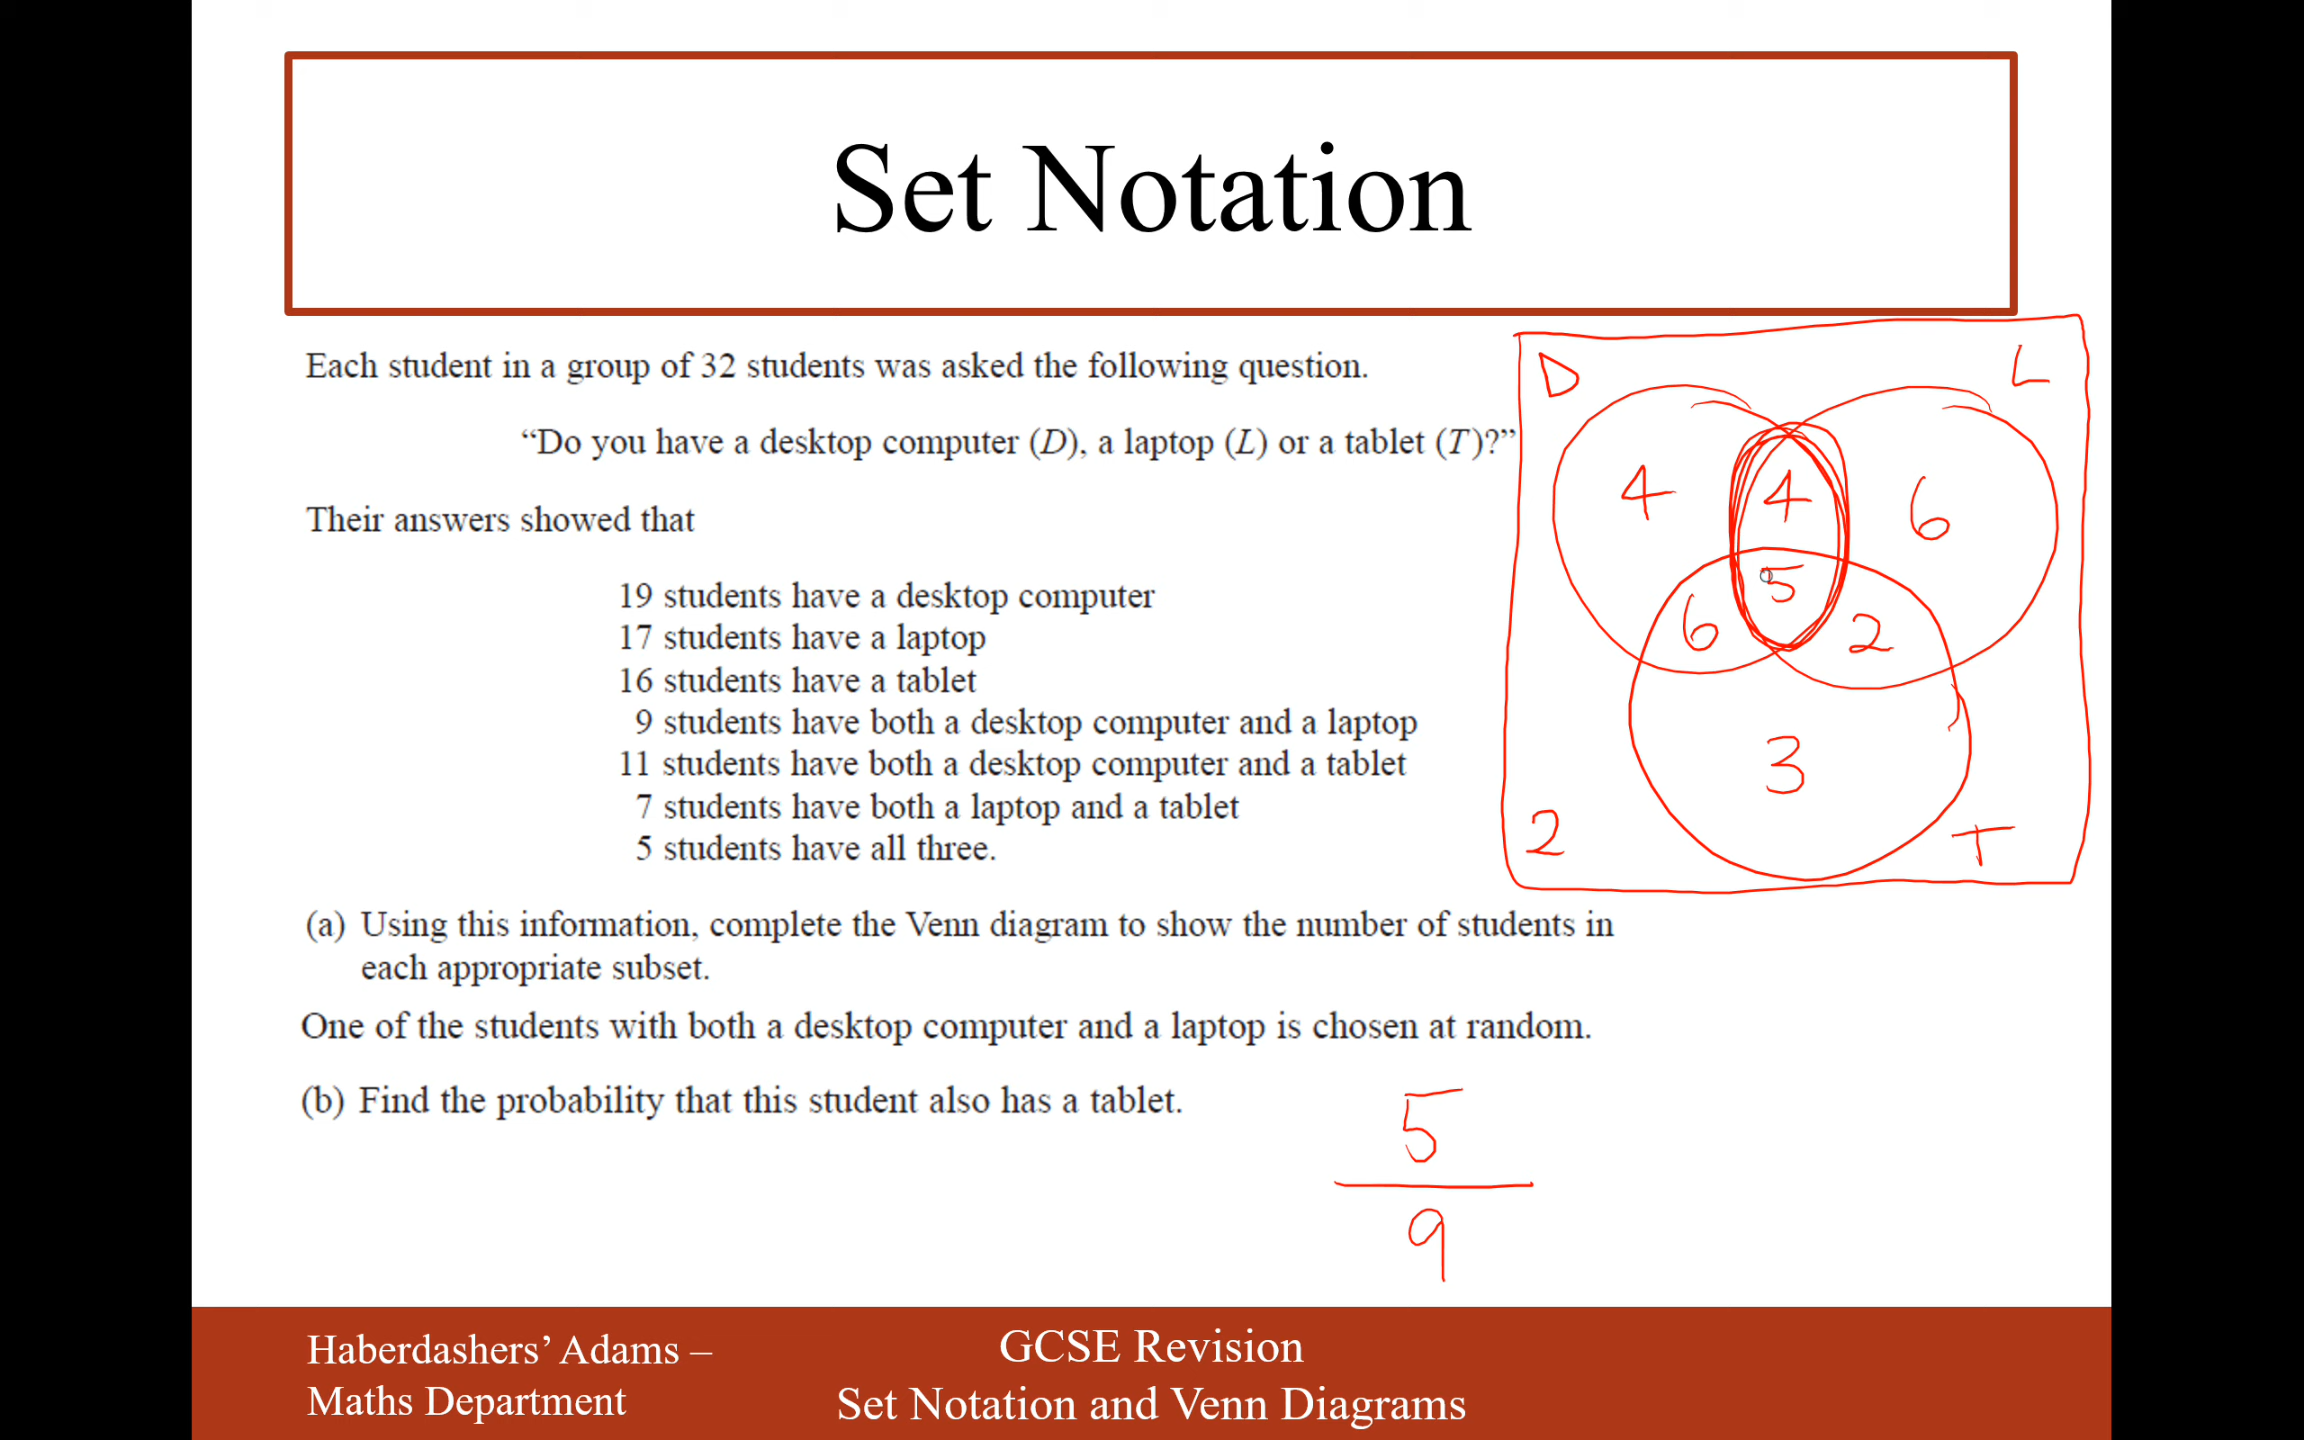 Set Notation
Each student in a group of 32 students was asked the following question.
“Do you have a desktop computer (D), a laptop (L) or a tablet (T)?”
Their answers showed that
19 students have a desktop computer
17 students have a laptop
16 students have a tablet
9 students have both a desktop computer and a laptop
11 students have both a desktop computer and a tablet
7 students have both a laptop and a tablet
5 students have all three.
D L
4 4 6
5
6 2
3
2 T
(a) Using this information, complete the Venn diagram to show the number of students in
each appropriate subset.
One of the students with both a desktop computer and a laptop is chosen at random.
(b) Find the probability that this student also has a tablet.
5
9
Haberdashers’ Adams –
Maths Department
GCSE Revision
Set Notation and Venn Diagrams